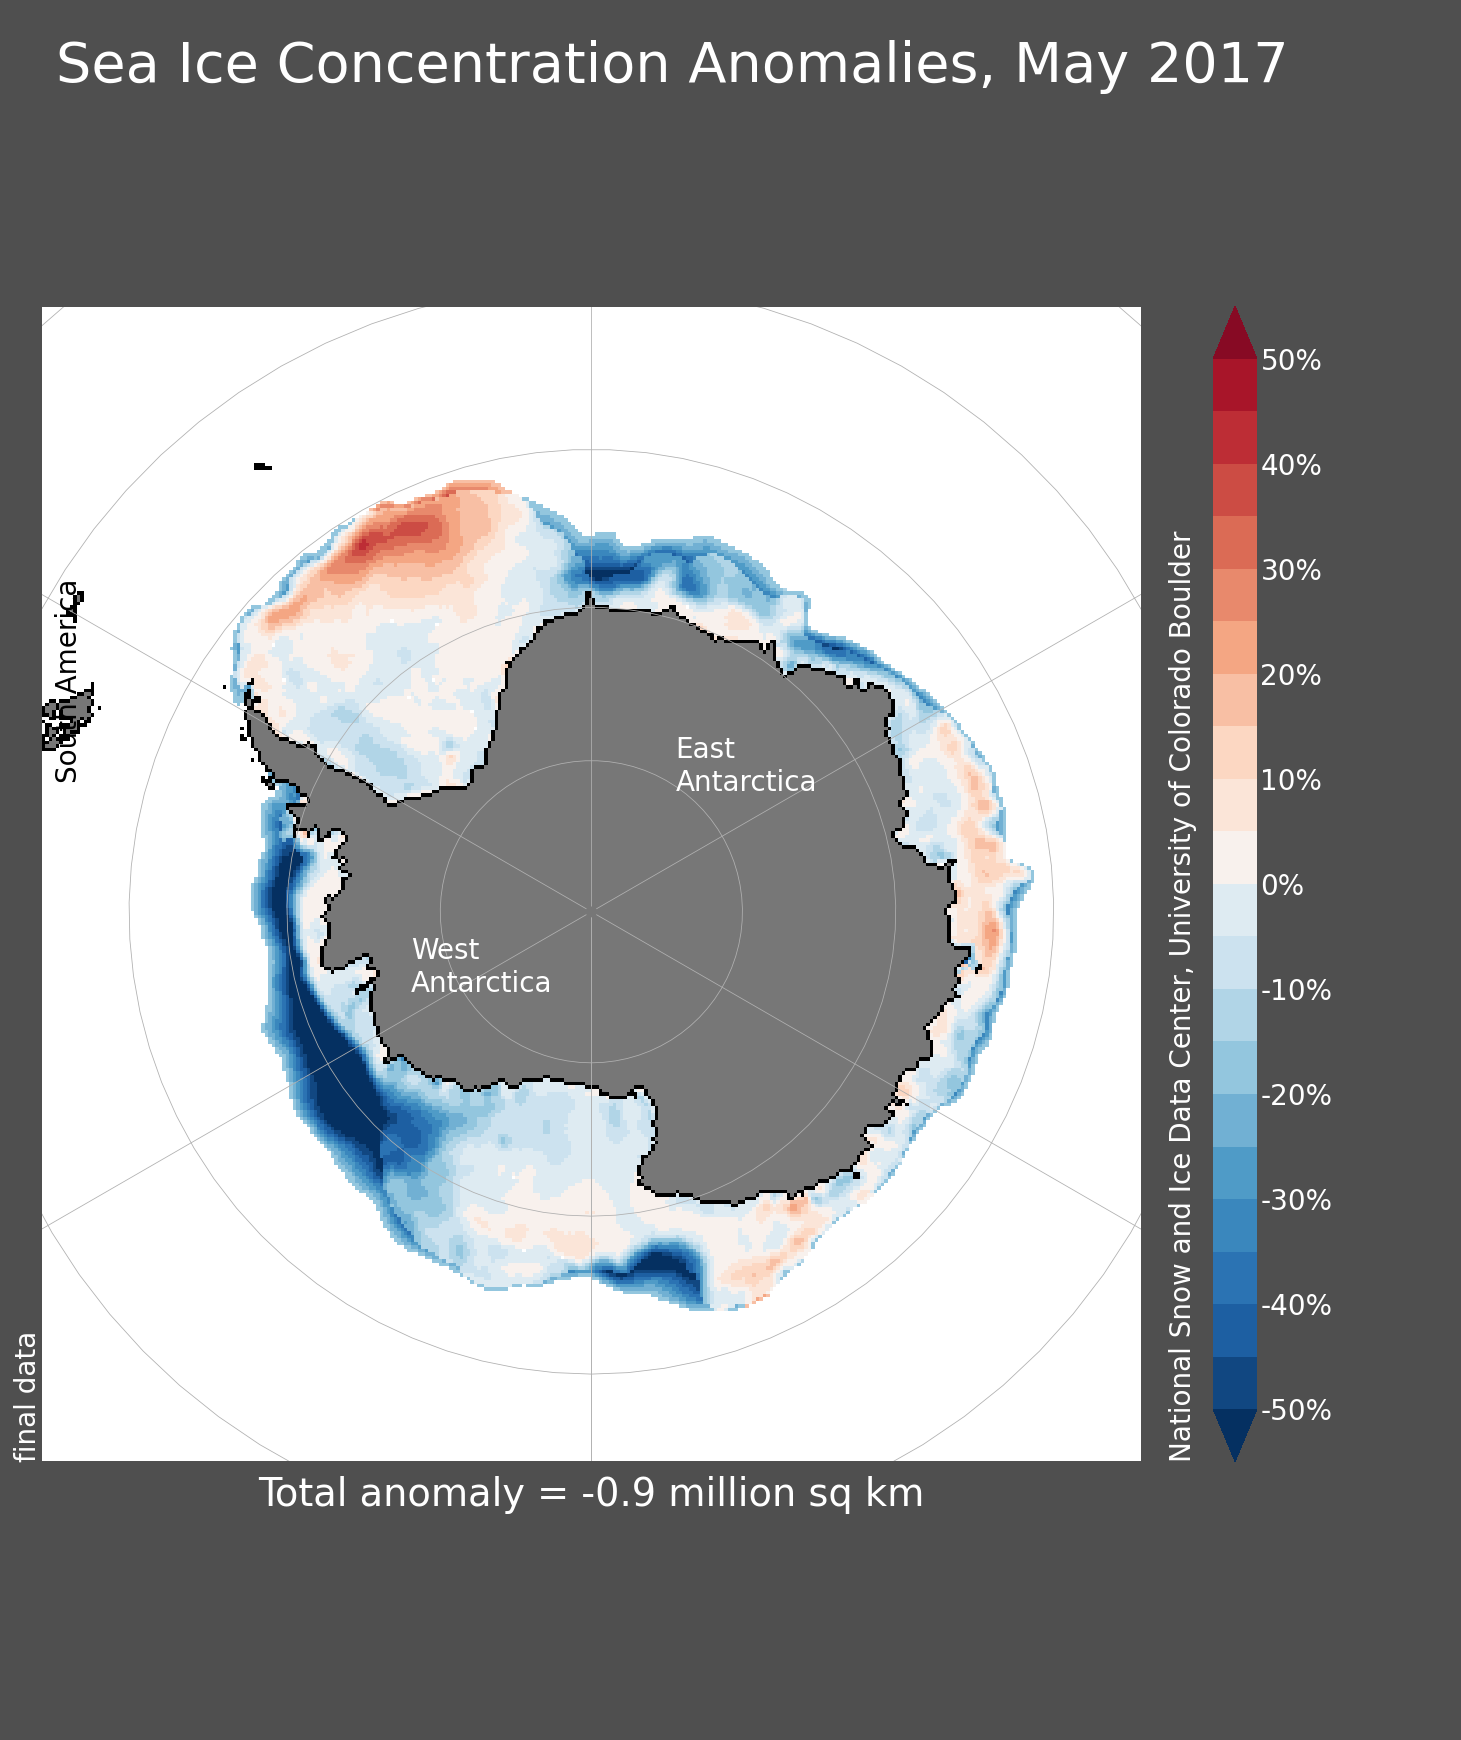 Sea Ice Concentration Anomalies, May 2017
South America
East
Antarctica
West
Antarctica
final data
National Snow and Ice Data Center, University of Colorado Boulder
50%
40%
30%
20%
10%
0%
-10%
-20%
-30%
-40%
-50%
Total anomaly = -0.9 million sq km